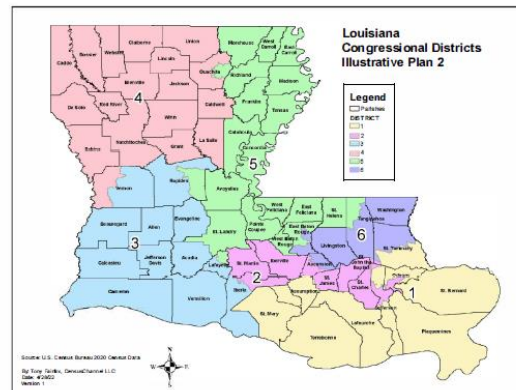 Louisiana
Congressional Districts
Illustrative Plan 2
Legend
Parishes
DISTRICT
1
2
3
4
5
6
Claiborne
Union
Morehouse
West
Carroll
East
Carroll
Bossier
Webster
Caddo
Lincoln
Ouachita
Richland
Madison
Bienville
Jackson
4
De Soto
Red River
Caldwell
Franklin
Tensas
Winn
Natchitoches
Sabine
Grant
La Salle
Catahoula
Concordia
5
Vernon
Rapides
Avoyelles
West
Feliciana
East
Feliciana
St.
Helena
Washington
Tangipahoa
Beauregard
Allen
Evangeline
St. Landry
Pointe
Coupee
East Baton
Rouge
West Baton
Rouge
Livingston
6
St. Tammany
3
Calcasieu
Jefferson
Davis
Acadia
Lafayette
St. Martin
Iberville
Ascension
St.
John the
Baptist
2
St.
James
St.
Charles
Orleans
1
St. Bernard
Cameron
Vermilion
Iberia
Assumption
Jefferson
St. Mary
Lafourche
Plaquemines
Terrebonne
Source: U.S. Census Bureau 2020 Census Data
By: Tony Fairfax, CensusChannel LLC
Version 1
N
W
E
S